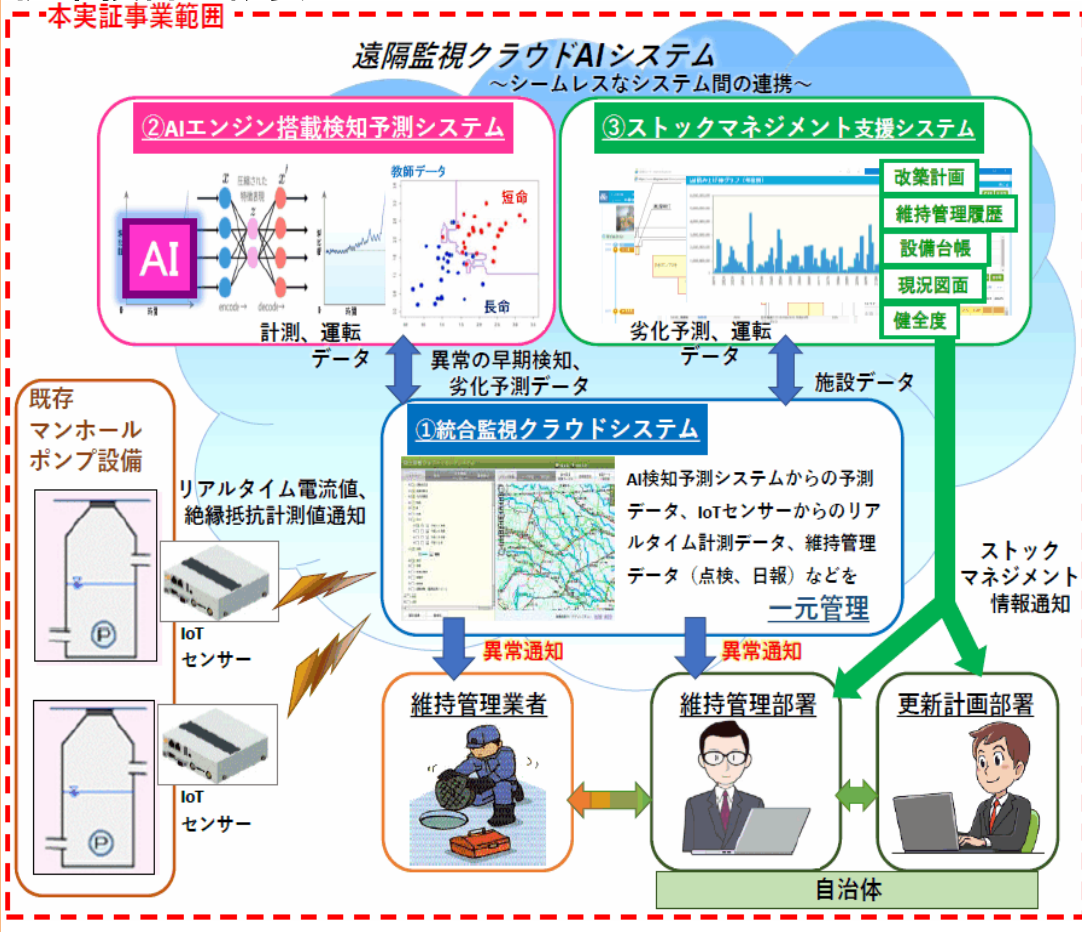 本実証事業範囲
遠隔監視クラウドAIシステム
～シームレスなシステム間の連携～
②AIエンジン搭載検知予測システム
教師データ
短命
長命
圧縮された
特徴表現
x
z
x'
AI
encode→
decode→
時間
時間
計測、運転
データ
異常の早期検知、
劣化予測データ
③ストックマネジメント支援システム
改築計画
維持管理履歴
設備台帳
現況図面
健全度
劣化予測、運転
データ
施設データ
既存
マンホール
ポンプ設備
P
P
リアルタイム電流値、
絶縁抵抗計測値通知
IoT
センサー
IoT
センサー
①統合監視クラウドシステム
AI検知予測システムからの予測
データ、IoTセンサーからのリア
ルタイム計測データ、維持管理
データ（点検、日報）などを
一元管理
ストック
マネジメント
情報通知
異常通知
異常通知
維持管理業者
維持管理部署
更新計画部署
自治体